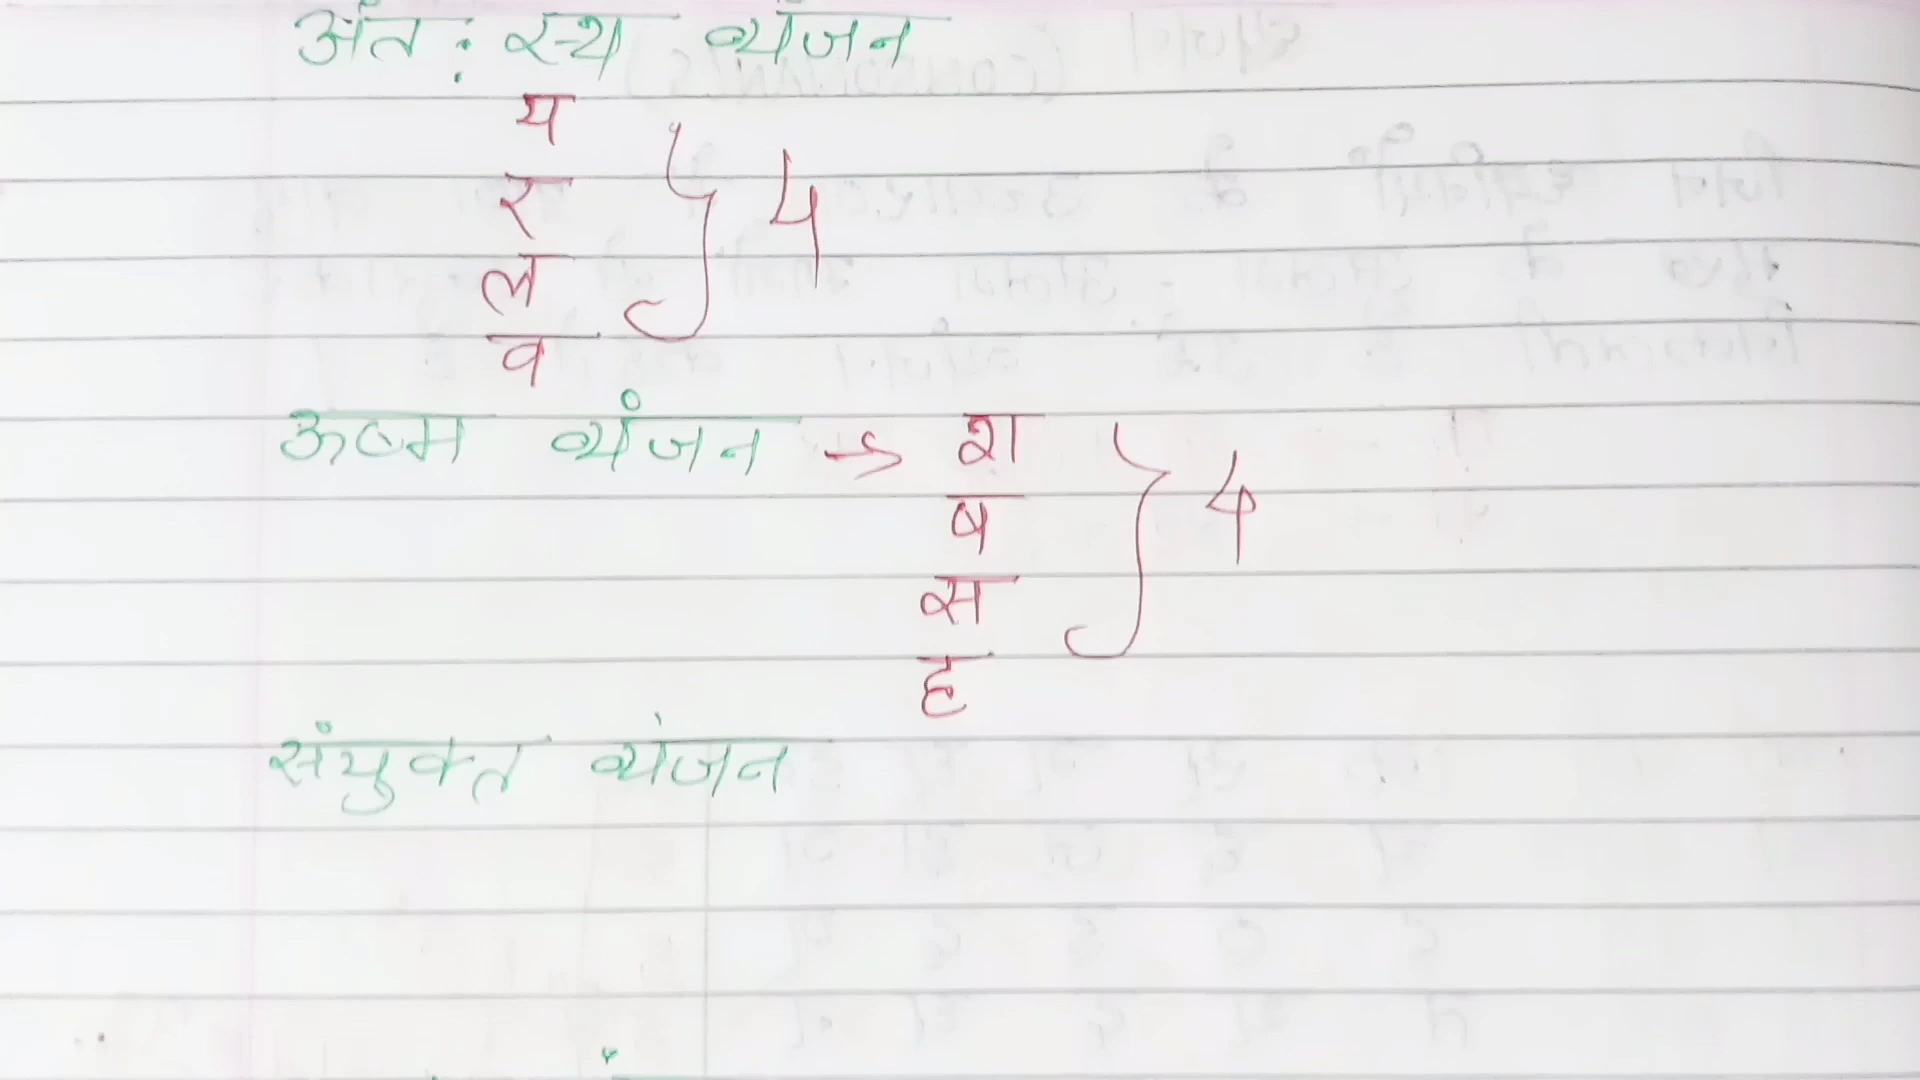 अंत: स्थ व्यंजन
य
र
ल
व
} 4
ऊष्म व्यंजन → श
ष
स
ह
} 4
संयुक्त व्यंजन